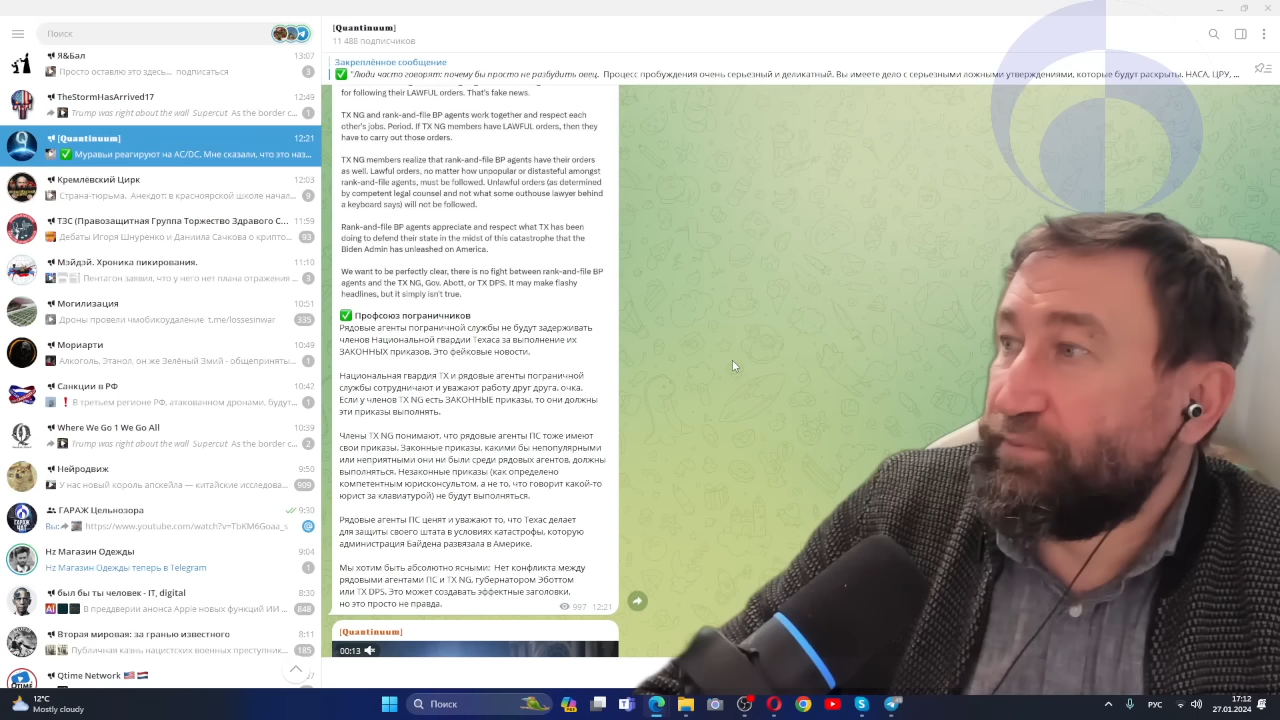 Поиск
Я&Бал 13:07
Просто оставлю это здесь... подписаться 3
TheStormHasArrived17 12:49
Trump was right about the wall Supercut As the border c... 1
[Quantinuum] 12:21
Муравьи реагируют на AC/DC. Мне сказали, что это наз...
Кремлёвский Цирк 12:03
Страна-тюрьма. Анекдот: в красноярской школе начал... 9
ТЗС (Правозащитная Группа Торжество Здравого С... 11:59
Дебаты Игоря Шнуренко и Даниила Сачкова о крипто... 93
Мэйдэй. Хроника пикирования. 11:10
Пентагон заявил, что у него нет плана отражения ... 3
Могилизация 10:51
Дроны провели чмобикоудаление t.me/lossesinwar 335
Мориарти 10:49
Алкоголь, Этанол, он же Зелёный Змий - общеприняты... 1
Санкции в РФ 10:42
В третьем регионе РФ, атакованном дронами, будут... 1
Where We Go 1 We Go All 10:39
Trump was right about the wall Supercut As the border c... 2
Нейродвиж 9:50
У нас новый король апскейла — китайские исследова... 909
ГАРАЖ Цельнозора 9:30
Вы: https://www.youtube.com/watch?v=TbKM6Goaa_s
Hz Магазин Одежды 9:04
Hz Магазин Одежды теперь в Telegram 1
был бы ты человек - IT, digital 8:30
В преддверии анонса Apple новых функций ИИ ... 848
Вторая мировая: за гранью известного 8:11
Публичная казнь нацистских военных преступник... 185
Qtime Network
[Quantinuum]
11 488 подписчиков
Закреплённое сообщение
"Люди часто говорят: почему бы просто не разбудить овец. Процесс пробуждения очень серьезный и деликатный. Вы имеете дело с серьезными ложными утверждениями, которые будут раскрыты. НАСА, ЦРУ, ...
for following their LAWFUL orders. That's fake news.
TX NG and rank-and-file BP agents work together and respect each
other's jobs. Period. If TX NG members have LAWFUL orders, then they
have to carry out those orders.
TX NG members realize that rank-and-file BP agents have their orders
as well. Lawful orders, no matter how unpopular or distasteful amongst
rank-and-file agents, must be followed. Unlawful orders (as determined
by competent legal counsel and not what some outhouse lawyer behind
a keyboard says) will not be followed.
Rank-and-file BP agents appreciate and respect what TX has been
doing to defend their state in the midst of this catastrophe that the
Biden Admin has unleashed on America.
We want to be perfectly clear, there is no fight between rank-and-file BP
agents and the TX NG, Gov. Abott, or TX DPS. It may make flashy
headlines, but it simply isn't true.
Профсоюз пограничников
Рядовые агенты пограничной службы не будут задерживать
членов Национальной гвардии Техаса за выполнение их
ЗАКОННЫХ приказов. Это фейковые новости.
Национальная гвардия TX и рядовые агенты пограничной
службы сотрудничают и уважают работу друг друга, очка.
Если у членов TX NG есть ЗАКОННЫЕ приказы, то они должны
эти приказы выполнять.
Члены TX NG понимают, что рядовые агенты ПС тоже имеют
свои приказы. Законные приказы, какими бы непопулярными
или неприятными они ни были среди рядовых агентов, должны
выполняться. Незаконные приказы (как определено
компетентным юрисконсультом, а не то, что говорит какой-то
юрист за клавиатурой) не будут выполняться.
Рядовые агенты ПС ценят и уважают то, что Техас делает
для защиты своего штата в условиях катастрофы, которую
администрация Байдена развязала в Америке.
Мы хотим быть абсолютно ясными: Нет конфликта между
рядовыми агентами ПС и TX NG, губернатором Эбботтом
или TX DPS. Это может создавать эффектные заголовки,
но это просто не правда.
997 12:21
[Quantinuum]
00:13
12°C
Mostly cloudy
Поиск
РУС
17:12
27.01.2024